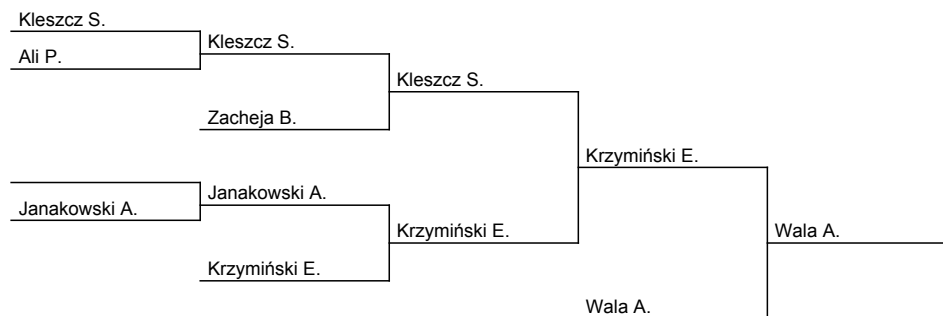 Kleszcz S.
Ali P.
Kleszcz S.
Zacheja B.
Kleszcz S.
Janakowski A.
Janakowski A.
Krzymiński E.
Krzymiński E.
Krzymiński E.
Wala A.
Wala A.